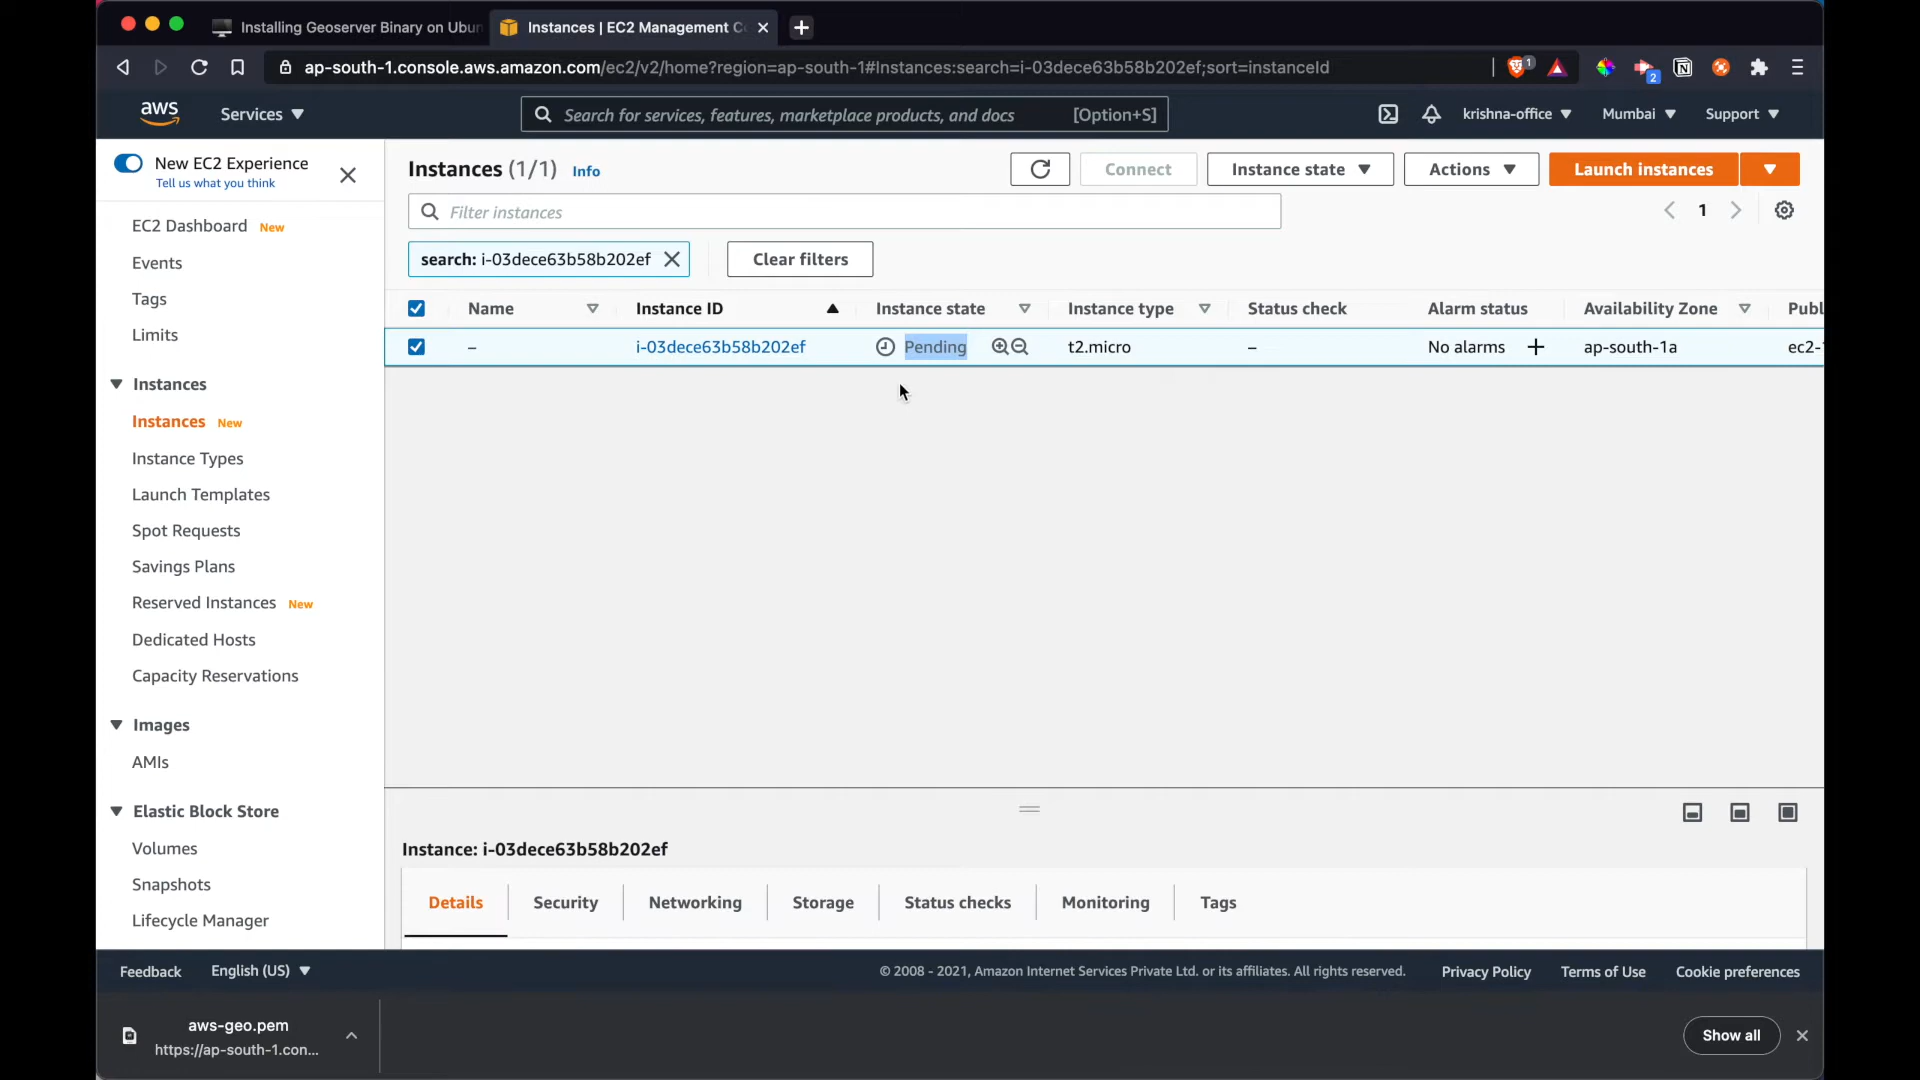 Installing Geoserver Binary on Ubun
Instances | EC2 Management C
ap-south-1.console.aws.amazon.com/ec2/v2/home?region=ap-south-1#Instances:search=i-03dece63b58b202ef;sort=instanceId
1
2
aws
Services
Search for services, features, marketplace products, and docs
[Option+S]
krishna-office
Mumbai
Support
New EC2 Experience
Tell us what you think
EC2 Dashboard New
Events
Tags
Limits
Instances
Instances New
Instance Types
Launch Templates
Spot Requests
Savings Plans
Reserved Instances New
Dedicated Hosts
Capacity Reservations
Images
AMIs
Elastic Block Store
Volumes
Snapshots
Lifecycle Manager
Instances (1/1) Info
Connect
Instance state
Actions
Launch instances
Filter instances
1
search: i-03dece63b58b202ef
Clear filters
Name Instance ID Instance state Instance type Status check Alarm status Availability Zone Publ
– i-03dece63b58b202ef Pending t2.micro – No alarms + ap-south-1a ec2-
Instance: i-03dece63b58b202ef
Details Security Networking Storage Status checks Monitoring Tags
Feedback English (US) © 2008 - 2021, Amazon Internet Services Private Ltd. or its affiliates. All rights reserved. Privacy Policy Terms of Use Cookie preferences
aws-geo.pem
https://ap-south-1.con...
Show all